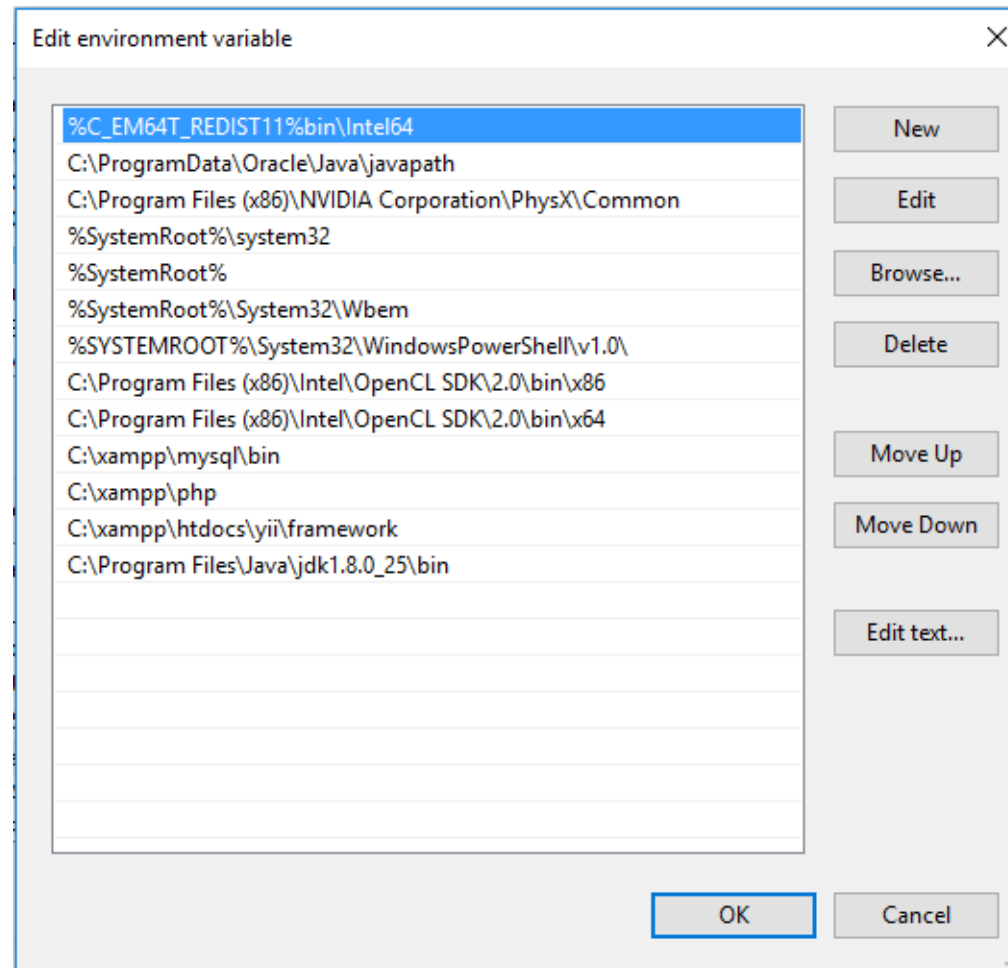 Edit environment variable
%C_EM64T_REDIST11%bin\Intel64
C:\ProgramData\Oracle\Java\javapath
C:\Program Files (x86)\NVIDIA Corporation\PhysX\Common
%SystemRoot%\system32
%SystemRoot%
%SystemRoot%\System32\Wbem
%SYSTEMROOT%\System32\WindowsPowerShell\v1.0\
C:\Program Files (x86)\Intel\OpenCL SDK\2.0\bin\x86
C:\Program Files (x86)\Intel\OpenCL SDK\2.0\bin\x64
C:\xampp\mysql\bin
C:\xampp\php
C:\xampp\htdocs\yii\framework
C:\Program Files\Java\jdk1.8.0_25\bin
New
Edit
Browse...
Delete
Move Up
Move Down
Edit text...
OK
Cancel